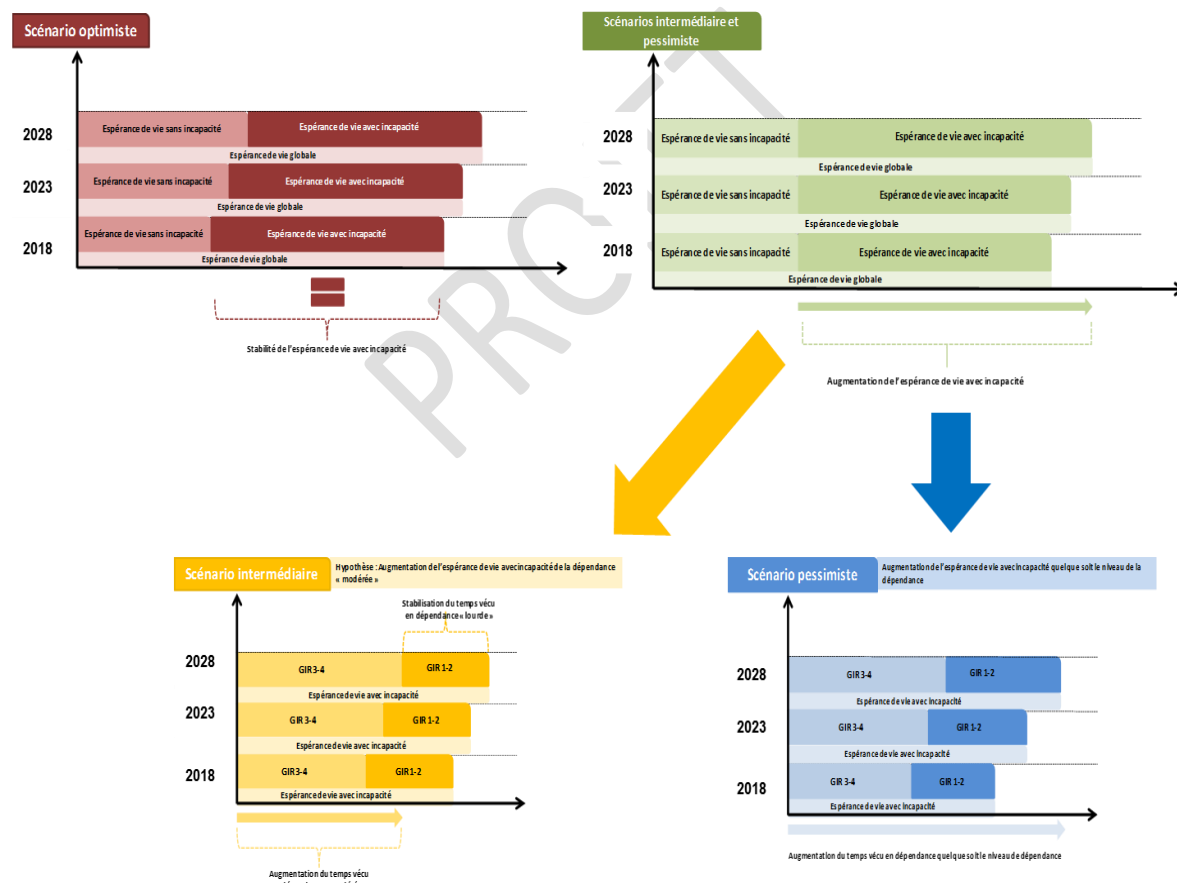 Scénario optimiste
2028
Espérance de vie sans incapacité
Espérance de vie avec incapacité
Espérance de vie globale
2023
Espérance de vie sans incapacité
Espérance de vie avec incapacité
Espérance de vie globale
2018
Espérance de vie sans incapacité
Espérance de vie avec incapacité
Espérance de vie globale
Stabilité de l'espérance de vie avec incapacité
Scénarios intermédiaire et
pessimiste
2028
Espérance de vie sans incapacité
Espérance de vie avec incapacité
Espérance de vie globale
2023
Espérance de vie sans incapacité
Espérance de vie avec incapacité
Espérance de vie globale
2018
Espérance de vie sans incapacité
Espérance de vie avec incapacité
Espérance de vie globale
Augmentation de l'espérance de vie avec incapacité
Scénario intermédiaire
Hypothèse : Augmentation de l'espérance de vie avec incapacité de la dépendance
« modérée »
Stabilisation du temps vécu
en dépendance « lourde »
2028
GIR 3-4
GIR 1-2
Espérance de vie avec incapacité
2023
GIR 3-4
GIR 1-2
Espérance de vie avec incapacité
2018
GIR 3-4
GIR 1-2
Espérance de vie avec incapacité
Augmentation du temps vécu
Scénario pessimiste
Augmentation de l'espérance de vie avec incapacité quelque soit le niveau de la
dépendance
2028
GIR 3-4
GIR 1-2
Espérance de vie avec incapacité
2023
GIR 3-4
GIR 1-2
Espérance de vie avec incapacité
2018
GIR 3-4
GIR 1-2
Espérance de vie avec incapacité
Augmentation du temps vécu en dépendance quelque soit le niveau de dépendance